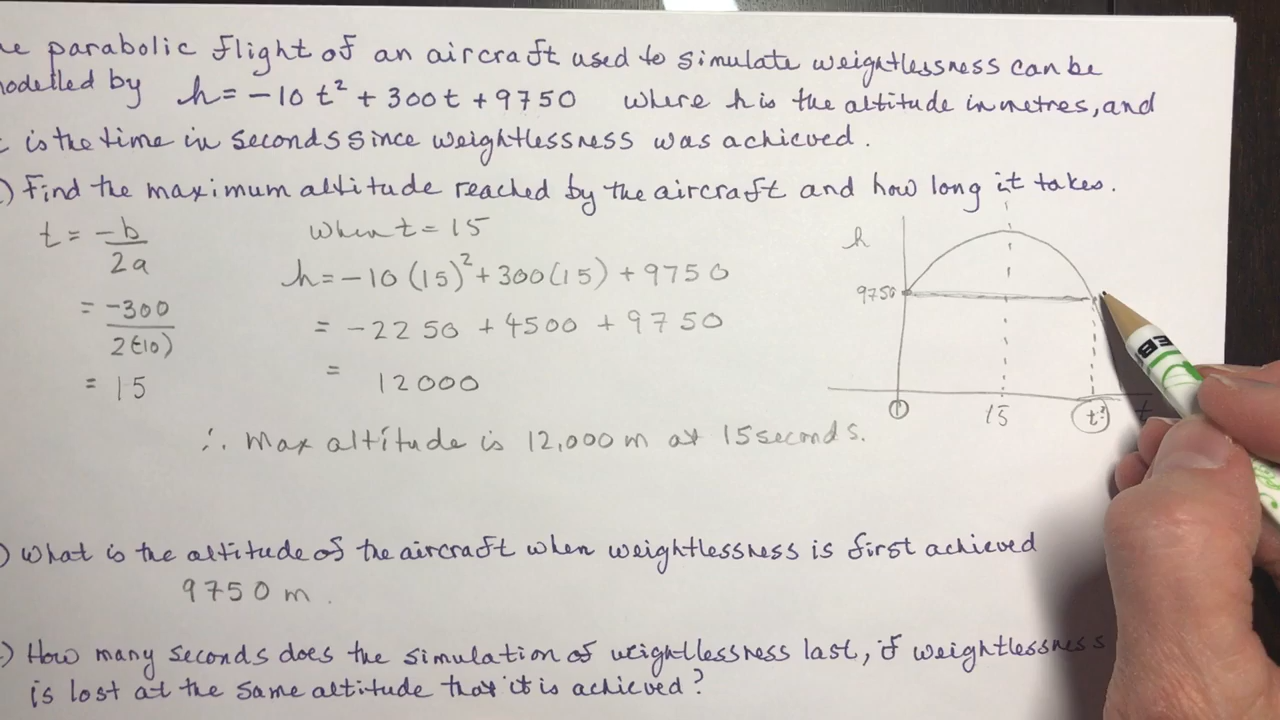 parabolic flight of an aircraft used to simulate weightlessness can be
modelled by h = -10t² + 300t + 9750 where h is the altitude in metres, and
is the time in seconds since weightlessness was achieved.
) Find the maximum altitude reached by the aircraft and how long it takes.
t = -b/2a
= -300/2(-10)
= 15
when t = 15
h = -10(15)² + 300(15) + 9750
= -2250 + 4500 + 9750
= 12000
∴ max altitude is 12,000 m at 15 seconds.
h
9750
15
t?
t
) What is the altitude of the aircraft when weightlessness is first achieved
9750 m.
) How many seconds does the simulation of weightlessness last, if weightlessness
is lost at the same altitude that it is achieved?